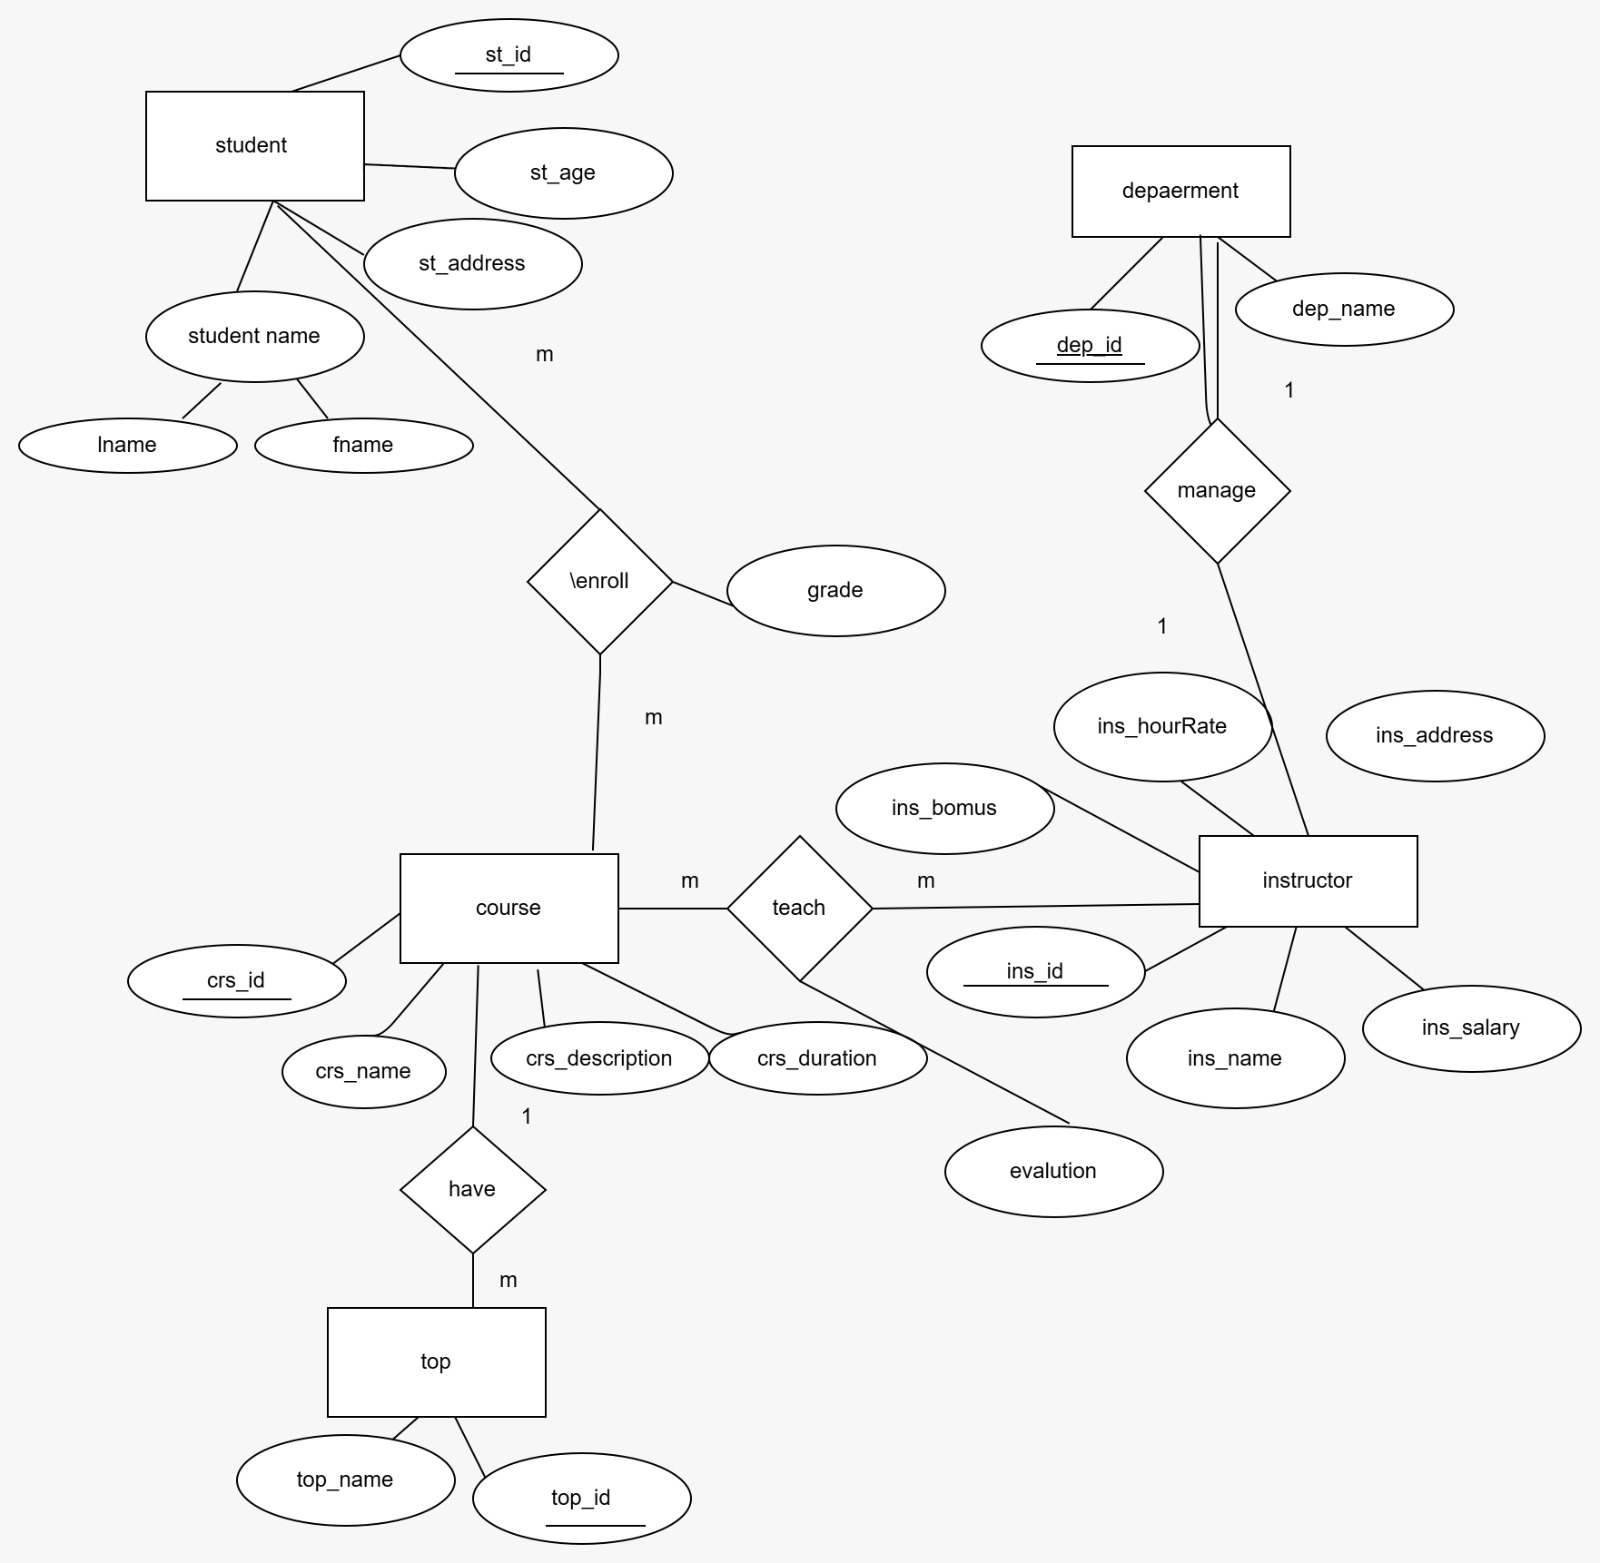 st_id
student
st_age
depaerment
st_address
dep_name
student name
dep_id
m
1
lname
fname
manage
\enroll
grade
1
m
ins_hourRate
ins_address
ins_bomus
m
m
instructor
course
teach
crs_id
ins_id
ins_salary
crs_name
crs_description
crs_duration
ins_name
1
evalution
have
m
top
top_name
top_id